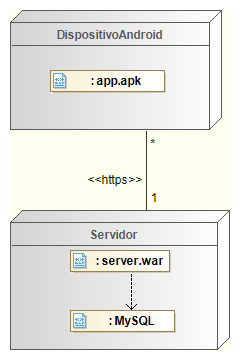 DispositivoAndroid
: app.apk
*
<<https>>
1
Servidor
: server.war
: MySQL